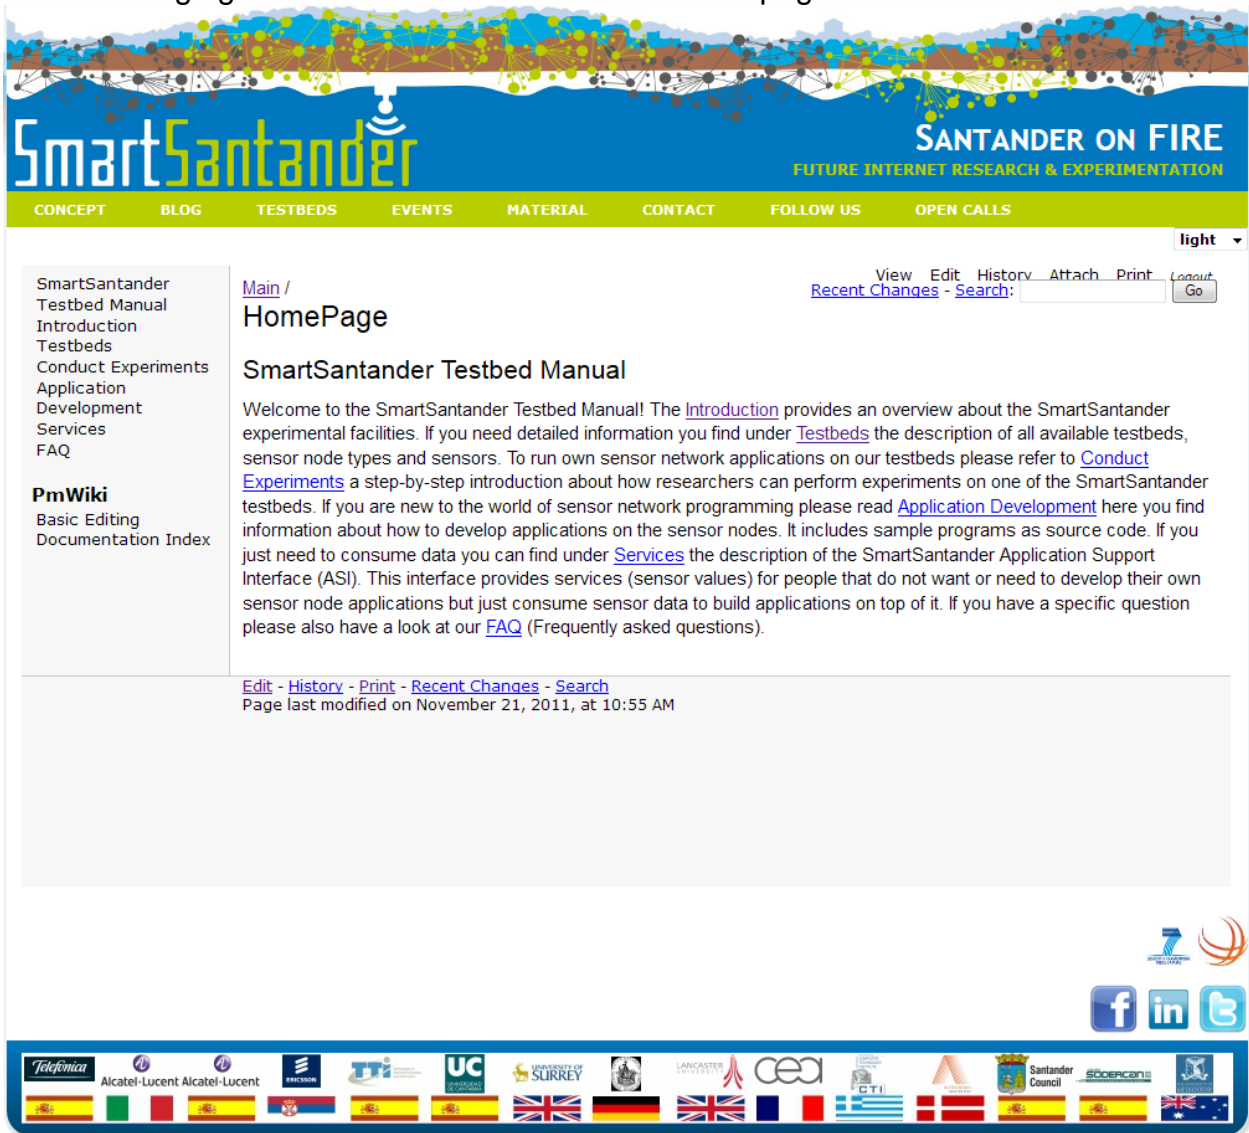 SmartSantander
SANTANDER ON FIRE
FUTURE INTERNET RESEARCH & EXPERIMENTATION
CONCEPT BLOG TESTBEDS EVENTS MATERIAL CONTACT FOLLOW US OPEN CALLS
light
SmartSantander
Testbed Manual
Introduction
Testbeds
Conduct Experiments
Application
Development
Services
FAQ
PmWiki
Basic Editing
Documentation Index
View Edit History Attach Print Logout
Recent Changes - Search: Go
Main /
HomePage
SmartSantander Testbed Manual
Welcome to the SmartSantander Testbed Manual! The Introduction provides an overview about the SmartSantander
experimental facilities. If you need detailed information you find under Testbeds the description of all available testbeds,
sensor node types and sensors. To run own sensor network applications on our testbeds please refer to Conduct
Experiments a step-by-step introduction about how researchers can perform experiments on one of the SmartSantander
testbeds. If you are new to the world of sensor network programming please read Application Development here you find
information about how to develop applications on the sensor nodes. It includes sample programs as source code. If you
just need to consume data you can find under Services the description of the SmartSantander Application Support
Interface (ASI). This interface provides services (sensor values) for people that do not want or need to develop their own
sensor node applications but just consume sensor data to build applications on top of it. If you have a specific question
please also have a look at our FAQ (Frequently asked questions).
Edit - History - Print - Recent Changes - Search
Page last modified on November 21, 2011, at 10:55 AM
Telefónica Alcatel-Lucent Alcatel-Lucent ERICSSON TTi UC UNIVERSITY OF SURREY LANCASTER UNIVERSITY cea CTI Santander Council SODERCAN